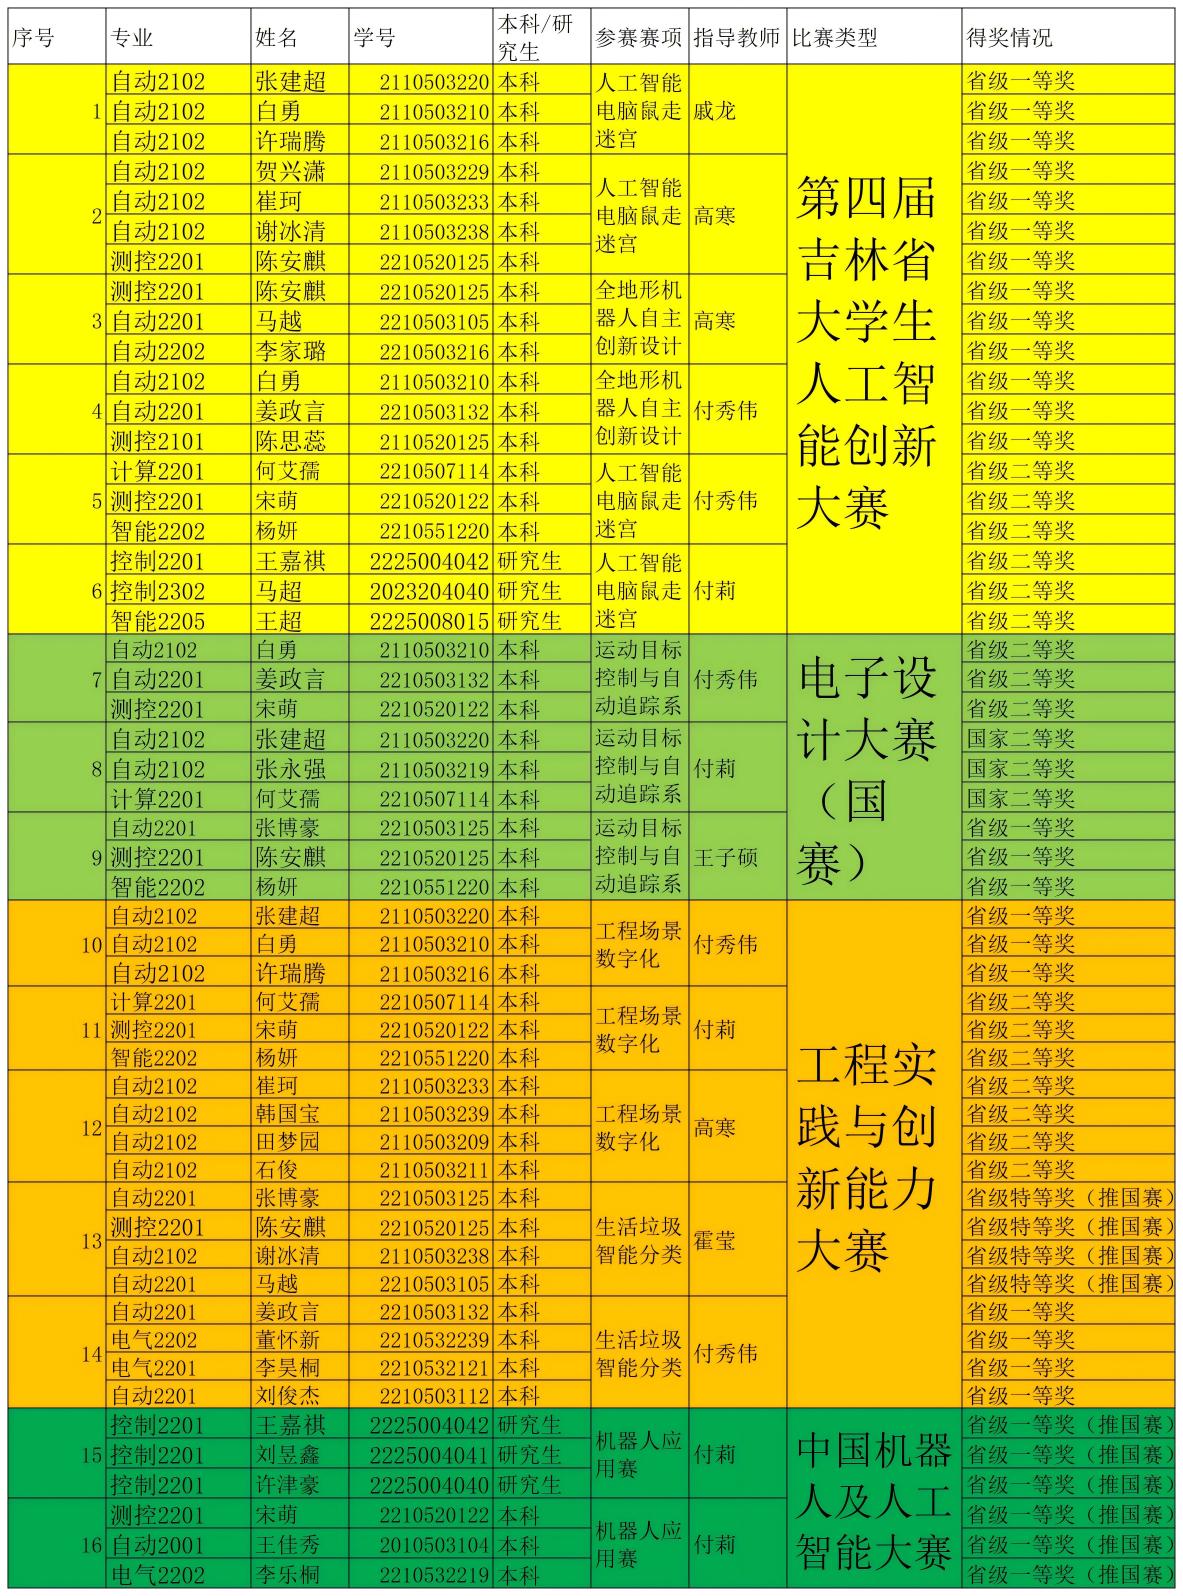 序号 专业 姓名 学号 本科/研究生 参赛赛项 指导教师 比赛类型 得奖情况
1 自动2102 张建超 2110503220 本科 人工智能电脑鼠走迷宫 戚龙 第四届吉林省大学生人工智能创新大赛 省级一等奖
自动2102 白勇 2110503210 本科 省级一等奖
自动2102 许瑞腾 2110503216 本科 省级一等奖
2 自动2102 贺兴潇 2110503229 本科 人工智能电脑鼠走迷宫 高寒 省级一等奖
自动2102 崔珂 2110503233 本科 省级一等奖
自动2102 谢冰清 2110503238 本科 省级一等奖
测控2201 陈安麒 2210520125 本科 省级一等奖
3 测控2201 陈安麒 2210520125 本科 全地形机器人自主创新设计 高寒 省级一等奖
自动2201 马越 2210503105 本科 省级一等奖
自动2202 李家璐 2210503216 本科 省级一等奖
4 自动2102 白勇 2110503210 本科 全地形机器人自主创新设计 付秀伟 省级一等奖
自动2201 姜政言 2210503132 本科 省级一等奖
测控2101 陈思蕊 2110520125 本科 省级一等奖
5 计算2201 何艾孺 2210507114 本科 人工智能电脑鼠走迷宫 付秀伟 省级二等奖
测控2201 宋萌 2210520122 本科 省级二等奖
智能2202 杨妍 2210551220 本科 省级二等奖
6 控制2201 王嘉祺 2225004042 研究生 人工智能电脑鼠走迷宫 付莉 省级二等奖
控制2302 马超 2023204040 研究生 省级二等奖
智能2205 王超 2225008015 研究生 省级二等奖
7 自动2102 白勇 2110503210 本科 运动目标控制与自动追踪系 付秀伟 电子设计大赛（国赛） 省级二等奖
自动2201 姜政言 2210503132 本科 省级二等奖
测控2201 宋萌 2210520122 本科 省级二等奖
8 自动2102 张建超 2110503220 本科 运动目标控制与自动追踪系 付莉 国家二等奖
自动2102 张永强 2110503219 本科 国家二等奖
计算2201 何艾孺 2210507114 本科 国家二等奖
9 自动2201 张博豪 2210503125 本科 运动目标控制与自动追踪系 王子硕 省级一等奖
测控2201 陈安麒 2210520125 本科 省级一等奖
智能2202 杨妍 2210551220 本科 省级一等奖
10 自动2102 张建超 2110503220 本科 工程场景数字化 付秀伟 工程实践与创新能力大赛 省级一等奖
自动2102 白勇 2110503210 本科 省级一等奖
自动2102 许瑞腾 2110503216 本科 省级一等奖
11 计算2201 何艾孺 2210507114 本科 工程场景数字化 付莉 省级二等奖
测控2201 宋萌 2210520122 本科 省级二等奖
智能2202 杨妍 2210551220 本科 省级二等奖
12 自动2102 崔珂 2110503233 本科 工程场景数字化 高寒 省级二等奖
自动2102 韩国宝 2110503239 本科 省级二等奖
自动2102 田梦园 2110503209 本科 省级二等奖
自动2102 石俊 2110503211 本科 省级二等奖
13 自动2201 张博豪 2210503125 本科 生活垃圾智能分类 霍莹 省级特等奖（推国赛）
测控2201 陈安麒 2210520125 本科 省级特等奖（推国赛）
自动2102 谢冰清 2110503238 本科 省级特等奖（推国赛）
自动2201 马越 2210503105 本科 省级特等奖（推国赛）
14 自动2201 姜政言 2210503132 本科 生活垃圾智能分类 付秀伟 省级一等奖
电气2202 董怀新 2210532239 本科 省级一等奖
电气2201 李昊桐 2210532121 本科 省级一等奖
自动2201 刘俊杰 2210503112 本科 省级一等奖
15 控制2201 王嘉祺 2225004042 研究生 机器人应用赛 付莉 中国机器人及人工智能大赛 省级一等奖（推国赛）
控制2201 刘昱鑫 2225004041 研究生 省级一等奖（推国赛）
控制2201 许津豪 2225004040 研究生 省级一等奖（推国赛）
16 测控2201 宋萌 2210520122 本科 机器人应用赛 付莉 省级一等奖（推国赛）
自动2001 王佳秀 2010503104 本科 省级一等奖（推国赛）
电气2202 李乐桐 2210532219 本科 省级一等奖（推国赛）